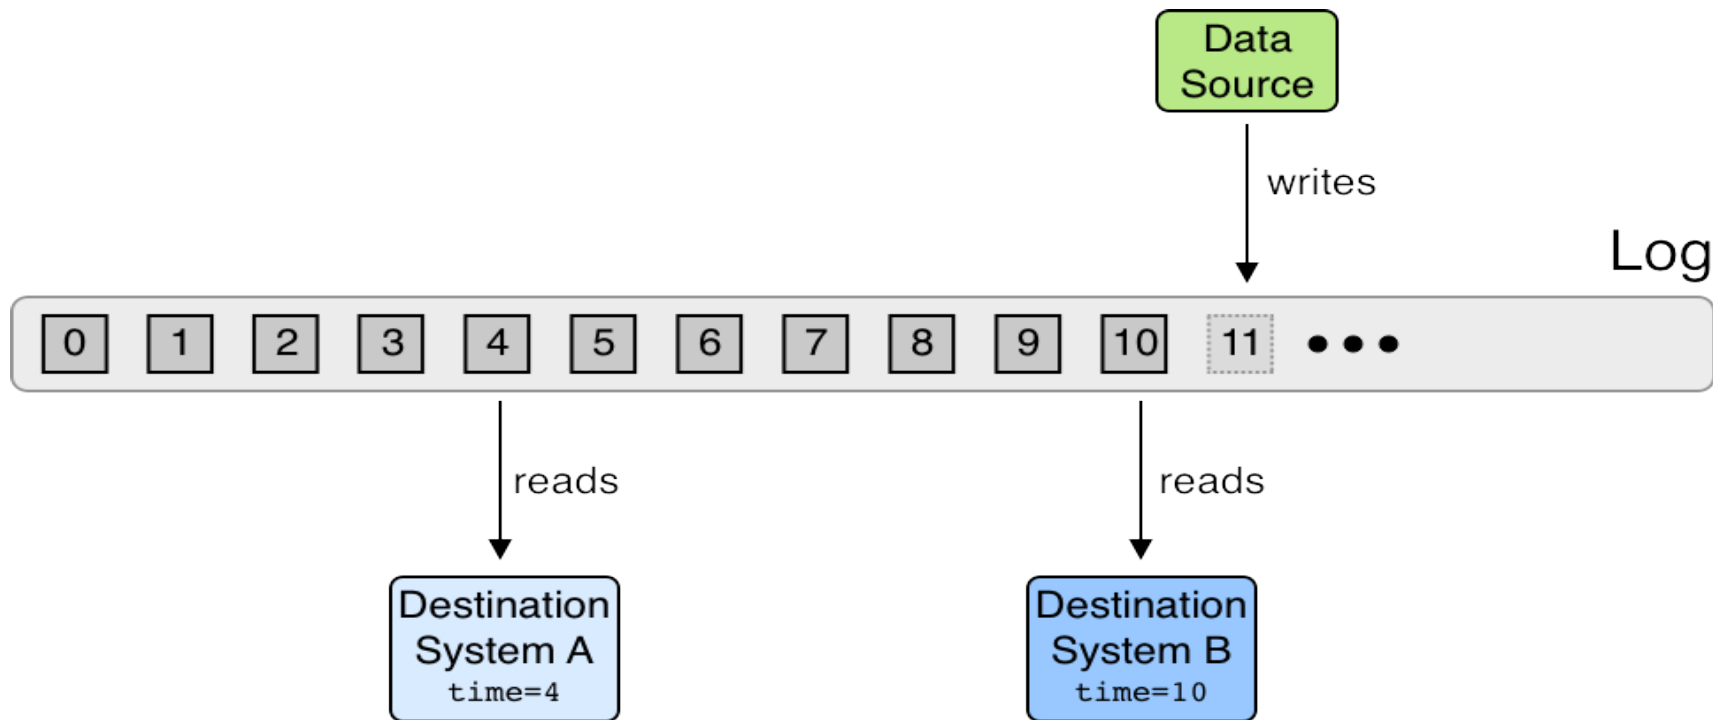 Data
Source
writes
Log
0 1 2 3 4 5 6 7 8 9 10 11
reads
reads
Destination
System A
time=4
Destination
System B
time=10